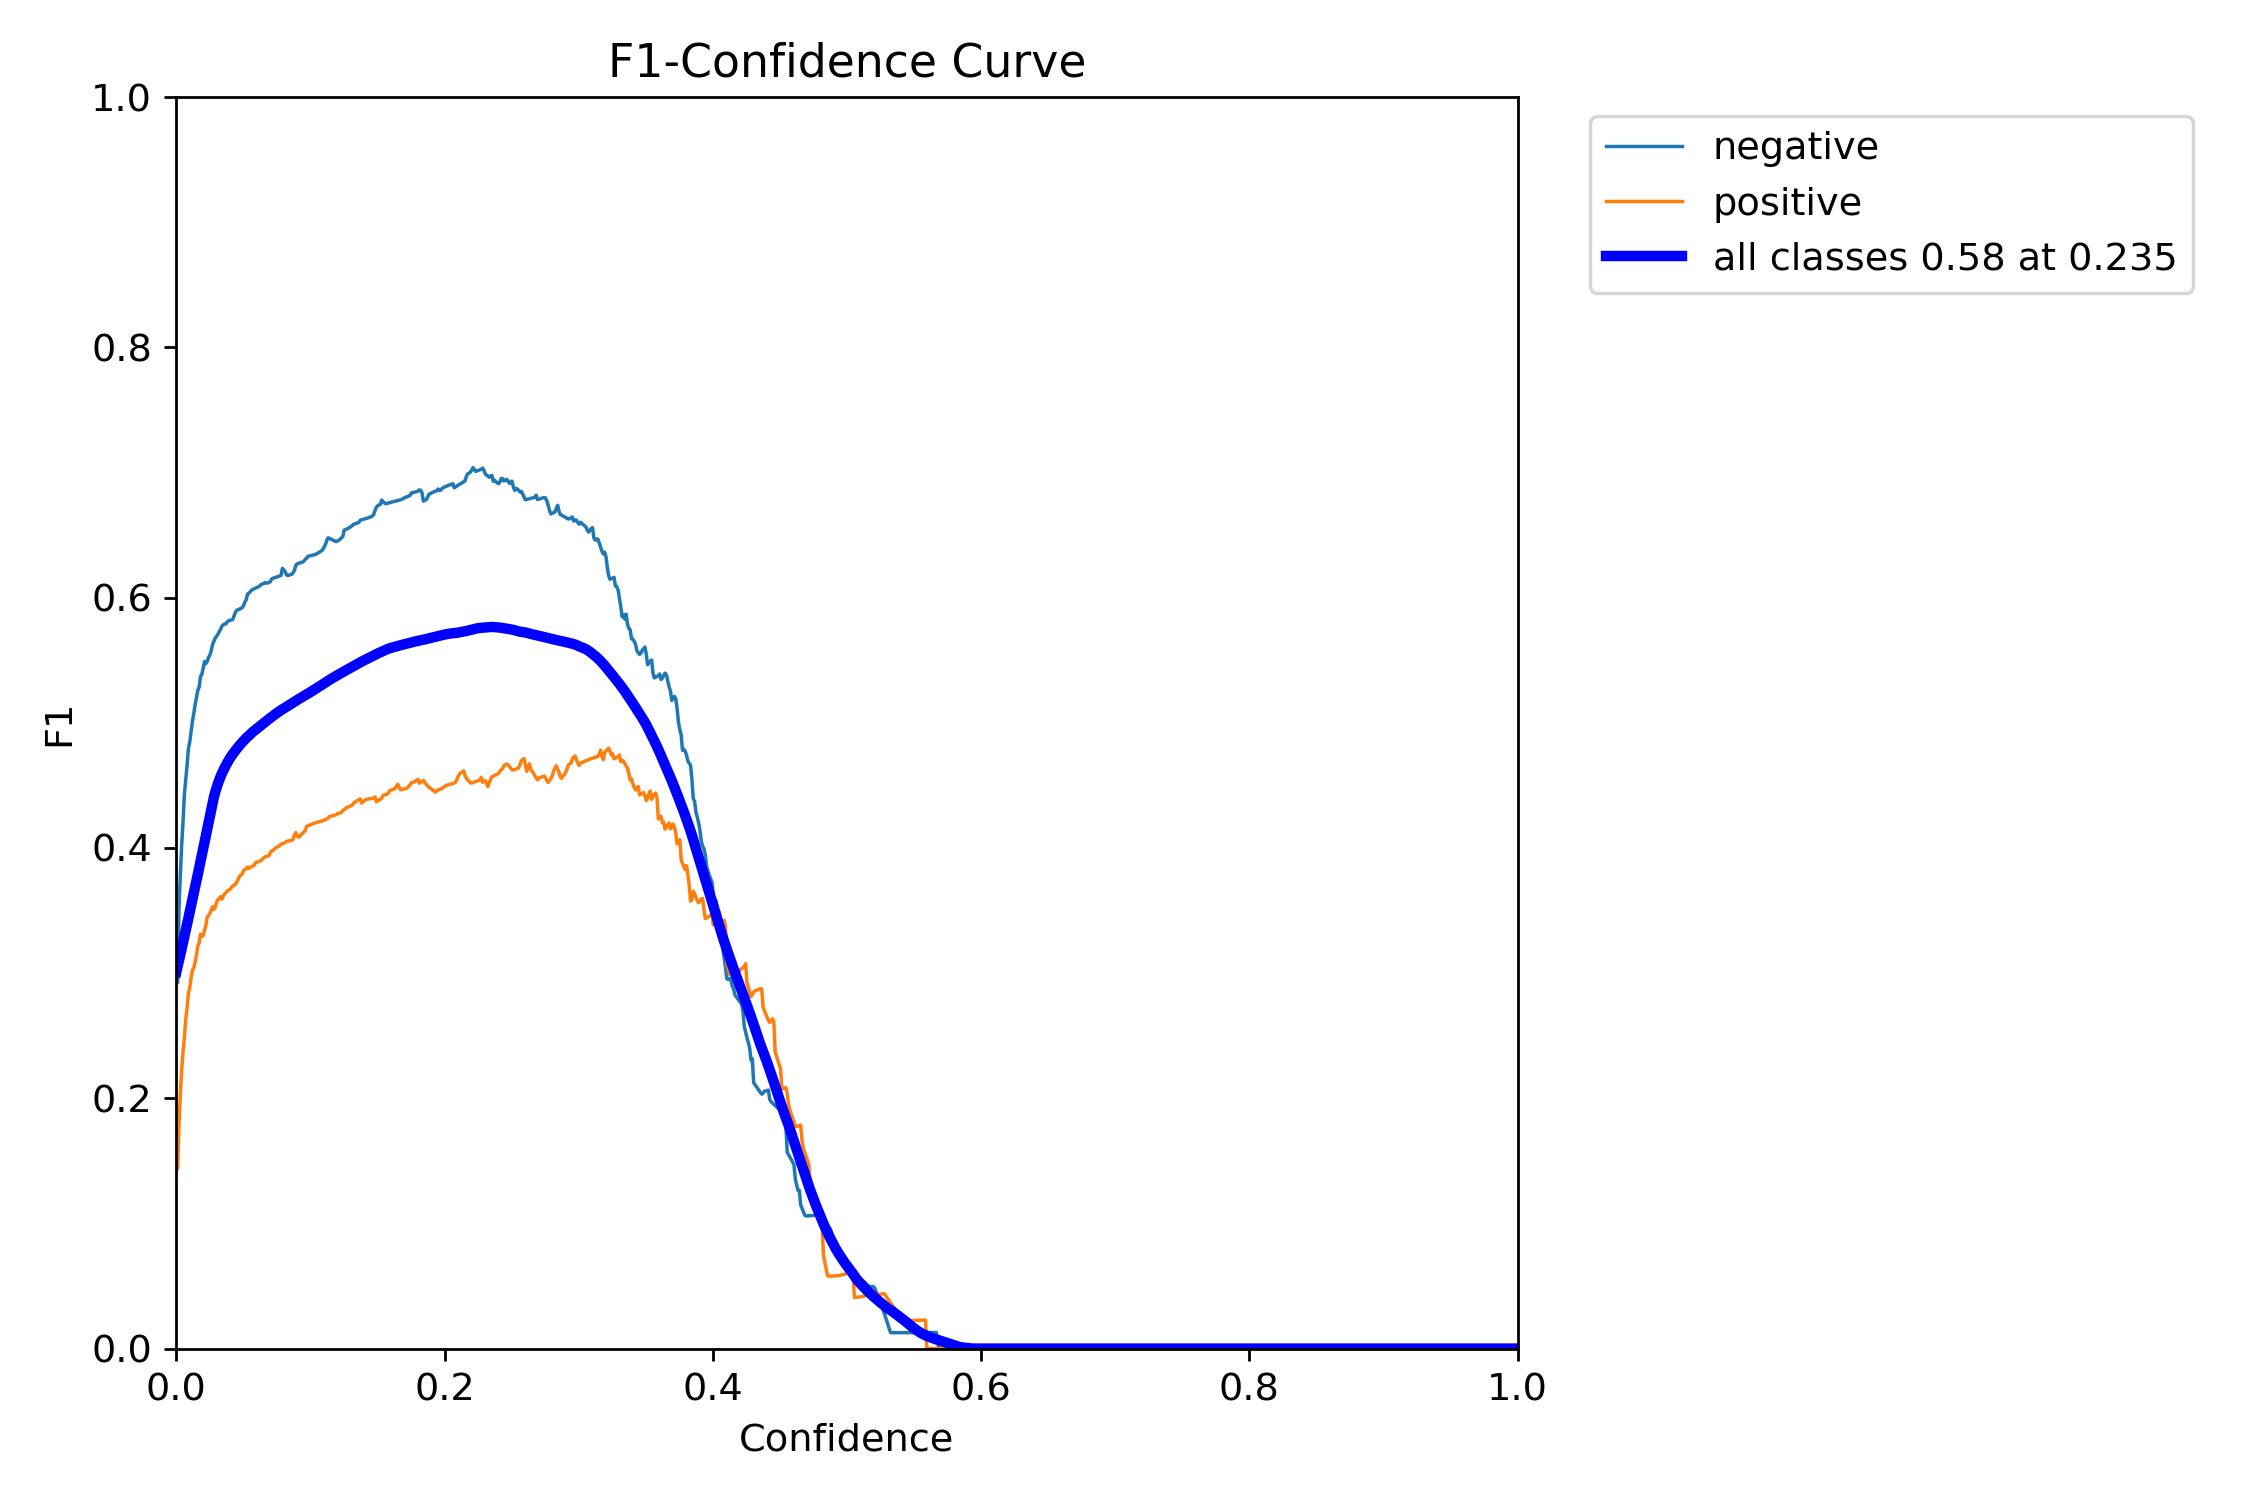 F1-Confidence Curve
1.0
0.8
0.6
0.4
0.2
0.0
F1
0.0 0.2 0.4 0.6 0.8 1.0
Confidence
negative
positive
all classes 0.58 at 0.235